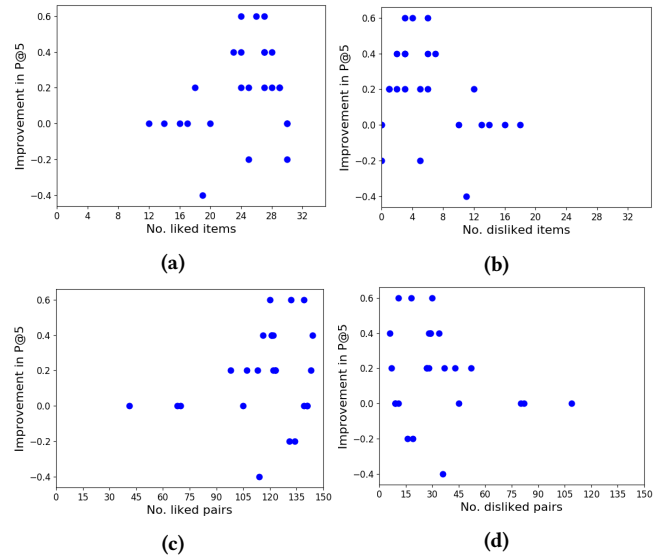 0.6
0.4
0.2
0.0
−0.2
−0.4
Improvement in P@5
0 4 8 12 16 20 24 28 32
No. liked items
(a)
0.6
0.4
0.2
0.0
−0.2
−0.4
Improvement in P@5
0 4 8 12 16 20 24 28 32
No. disliked items
(b)
0.6
0.4
0.2
0.0
−0.2
−0.4
Improvement in P@5
0 15 30 45 60 75 90 105 120 135 150
No. liked pairs
(c)
0.6
0.4
0.2
0.0
−0.2
−0.4
Improvement in P@5
0 15 30 45 60 75 90 105 120 135 150
No. disliked pairs
(d)